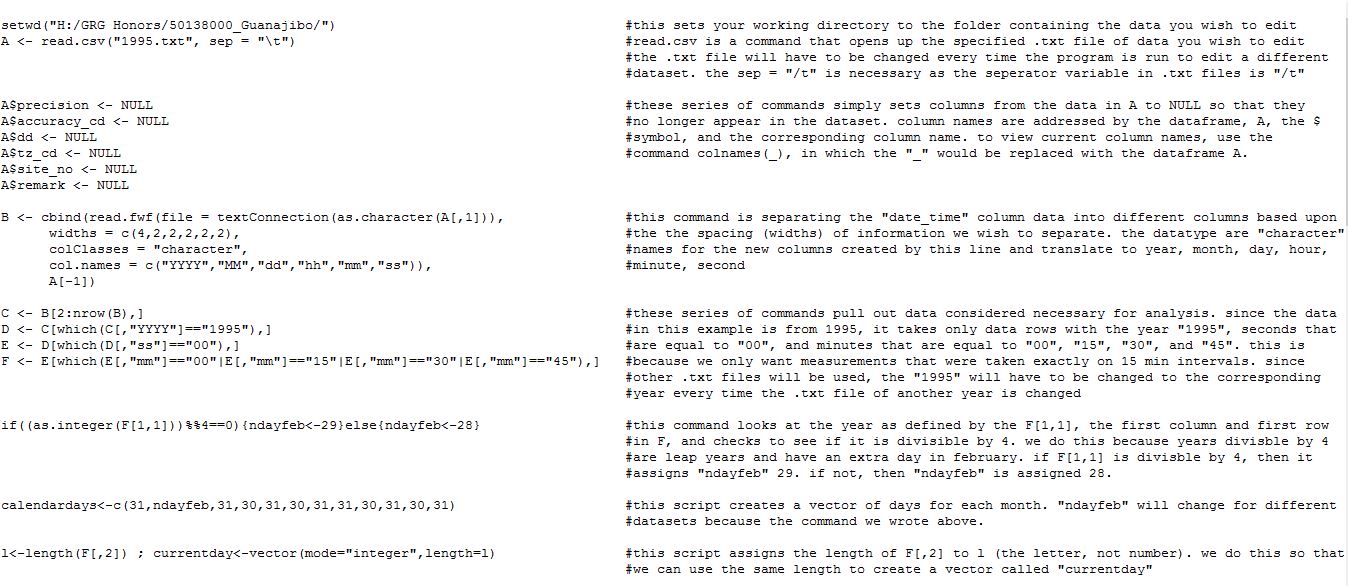 setwd("H:/GRG Honors/50138000_Guanajibo/") #this sets your working directory to the folder containing the data you wish to edit
A <- read.csv("1995.txt", sep = "\t") #read.csv is a command that opens up the specified .txt file of data you wish to edit
#the .txt file will have to be changed every time the program is run to edit a different
#dataset. the sep = "/t" is necessary as the seperator variable in .txt files is "/t"
A$precision <- NULL #these series of commands simply sets columns from the data in A to NULL so that they
A$accuracy_cd <- NULL #no longer appear in the dataset. column names are addressed by the dataframe, A, the $
A$dd <- NULL #symbol, and the corresponding column name. to view current column names, use the
A$tz_cd <- NULL #command colnames(_), in which the "_" would be replaced with the dataframe A.
A$site_no <- NULL
A$remark <- NULL
B <- cbind(read.fwf(file = textConnection(as.character(A[,1])), #this command is separating the "date_time" column data into different columns based upon
widths = c(4,2,2,2,2,2), #the the spacing (widths) of information we wish to separate. the datatype are "character"
colClasses = "character", #names for the new columns created by this line and translate to year, month, day, hour,
col.names = c("YYYY","MM","dd","hh","mm","ss")), #minute, second
A[-1])
C <- B[2:nrow(B),] #these series of commands pull out data considered necessary for analysis. since the data
D <- C[which(C[,"YYYY"]=="1995"),] #in this example is from 1995, it takes only data rows with the year "1995", seconds that
E <- D[which(D[,"ss"]=="00"),] #are equal to "00", and minutes that are equal to "00", "15", "30", and "45". this is
F <- E[which(E[,"mm"]=="00"|E[,"mm"]=="15"|E[,"mm"]=="30"|E[,"mm"]=="45"),] #because we only want measurements that were taken exactly on 15 min intervals. since
#other .txt files will be used, the "1995" will have to be changed to the corresponding
#year every time the .txt file of another year is changed
if((as.integer(F[1,1]))%%4==0){ndayfeb<-29}else{ndayfeb<-28} #this command looks at the year as defined by the F[1,1], the first column and first row
#in F, and checks to see if it is divisible by 4. we do this because years divisble by 4
#are leap years and have an extra day in february. if F[1,1] is divisble by 4, then it
#assigns "ndayfeb" 29. if not, then "ndayfeb" is assigned 28.
calendardays<-c(31,ndayfeb,31,30,31,30,31,31,30,31,30,31) #this script creates a vector of days for each month. "ndayfeb" will change for different
#datasets because the command we wrote above.
l<-length(F[,2]) ; currentday<-vector(mode="integer",length=l) #this script assigns the length of F[,2] to l (the letter, not number). we do this so that
#we can use the same length to create a vector called "currentday"